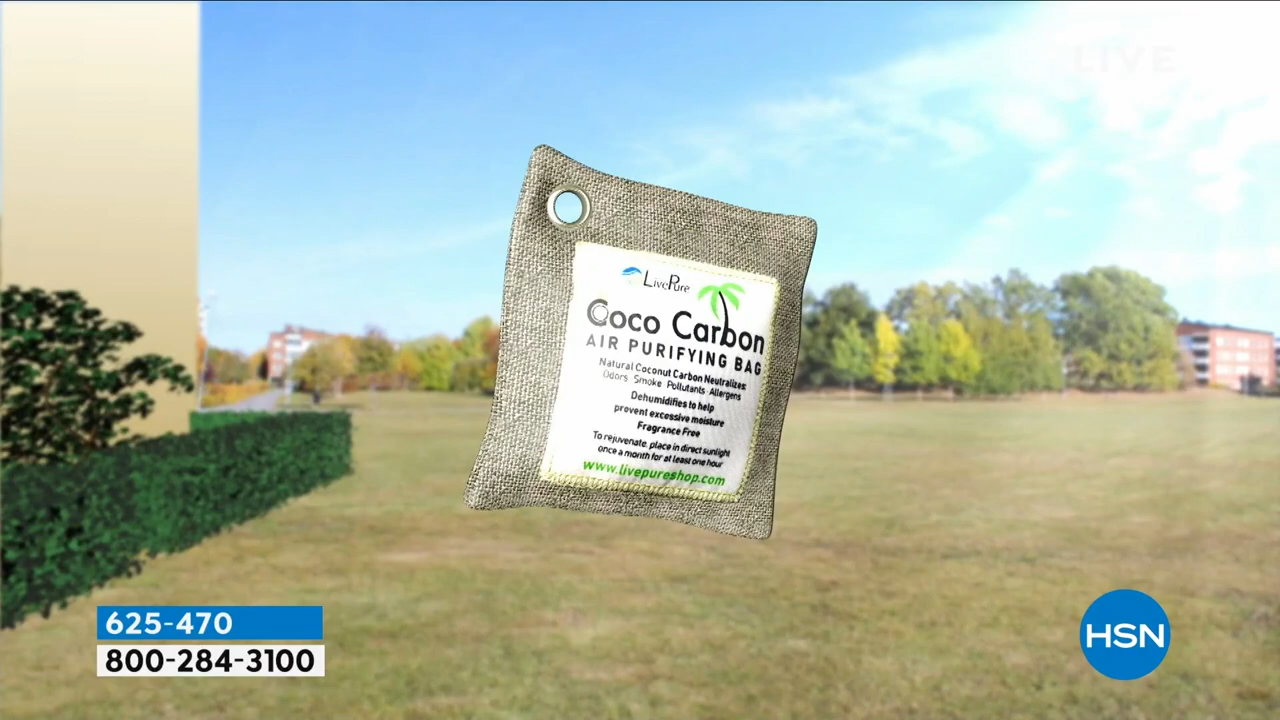 LIVE
LivePure
Coco Carbon
AIR PURIFYING BAG
Natural Coconut Carbon Neutralizes:
Odors Smoke Pollutants Allergens
Dehumidifies to help
prevent excessive moisture
Fragrance Free
To rejuvenate, place in direct sunlight
once a month for at least one hour
www.livepureshop.com
625-470
800-284-3100
HSN